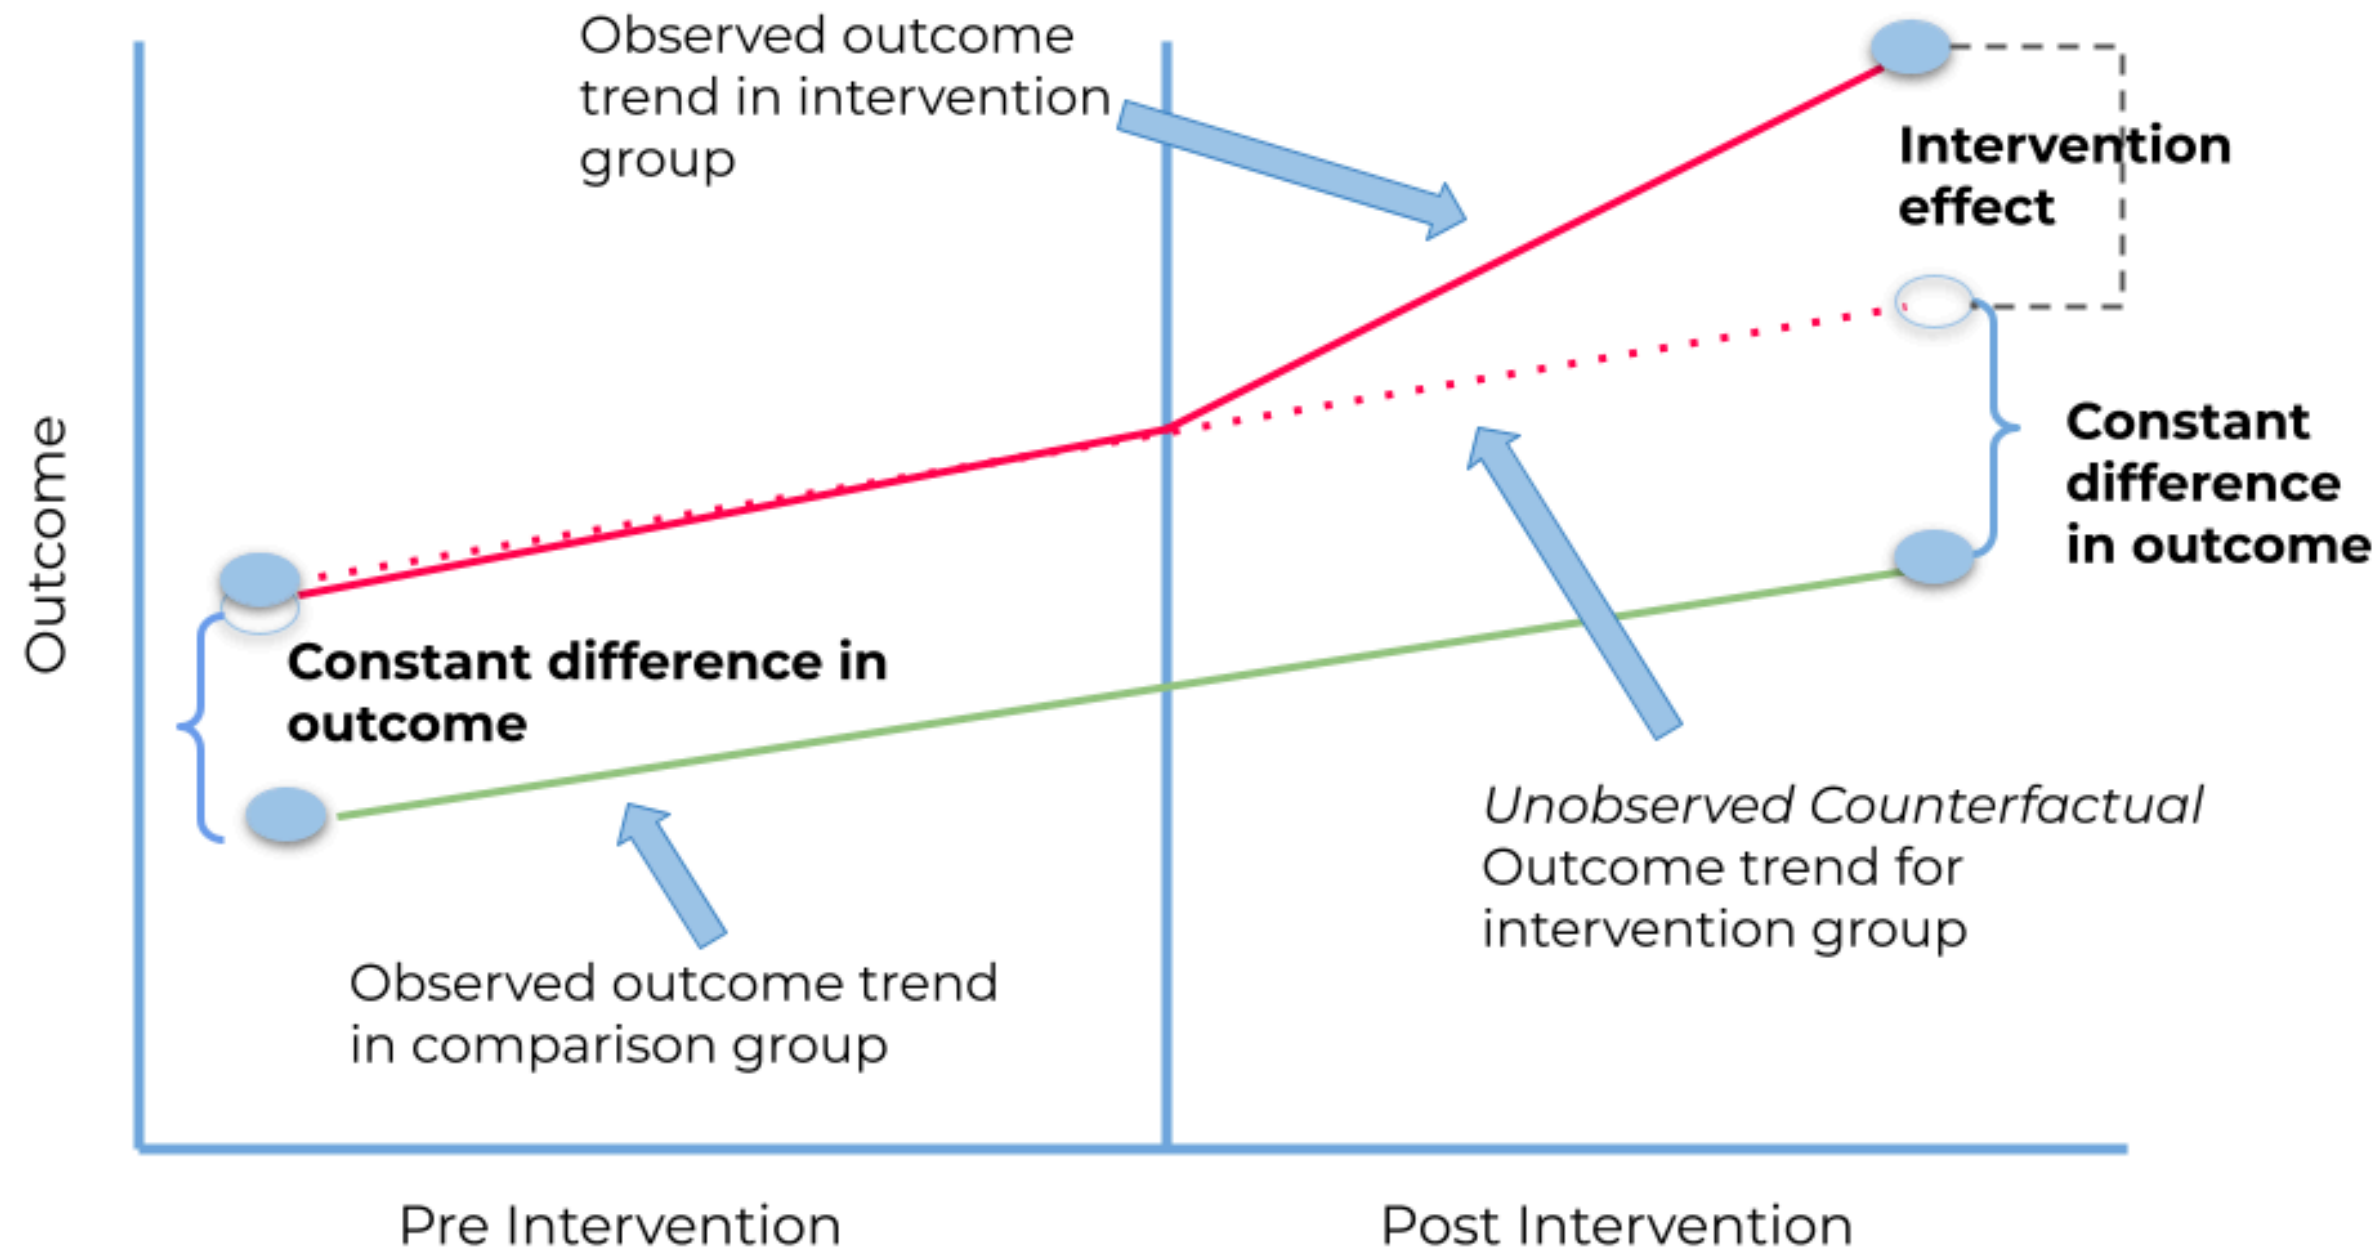 Observed outcome
trend in intervention
group
Intervention
effect
Constant
difference
in outcome
Outcome
Constant difference in
outcome
Unobserved Counterfactual
Outcome trend for
intervention group
Observed outcome trend
in comparison group
Pre Intervention
Post Intervention